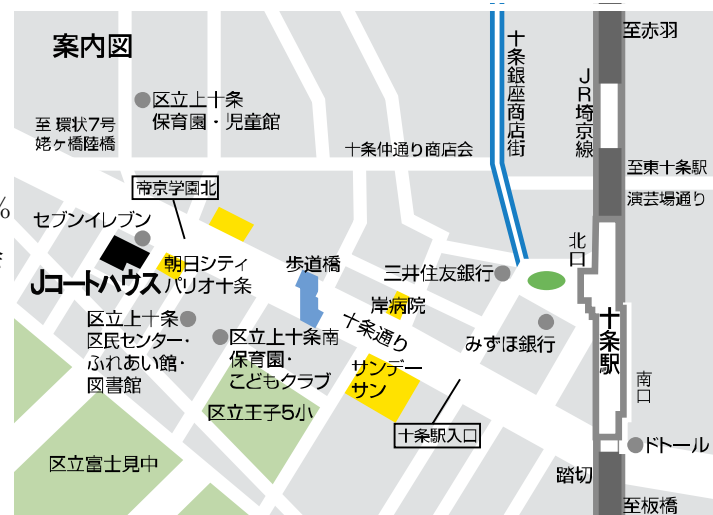 案内図
至赤羽
十条銀座商店街
JR埼京線
区立上十条
保育園・児童館
至 環状7号
姥ヶ橋陸橋
十条仲通り商店会
至東十条駅
演芸場通り
帝京学園北
%
セブンイレブン
北口
朝日シティ
パリオ十条
歩道橋
三井住友銀行
Jコートハウス
岸病院
区立上十条
区民センター・
ふれあい館・
図書館
区立上十条南
保育園・
こどもクラブ
十条通り
みずほ銀行
十条駅
サンデー
サン
南口
区立王子5小
十条駅入口
ドトール
区立富士見中
踏切
至板橋